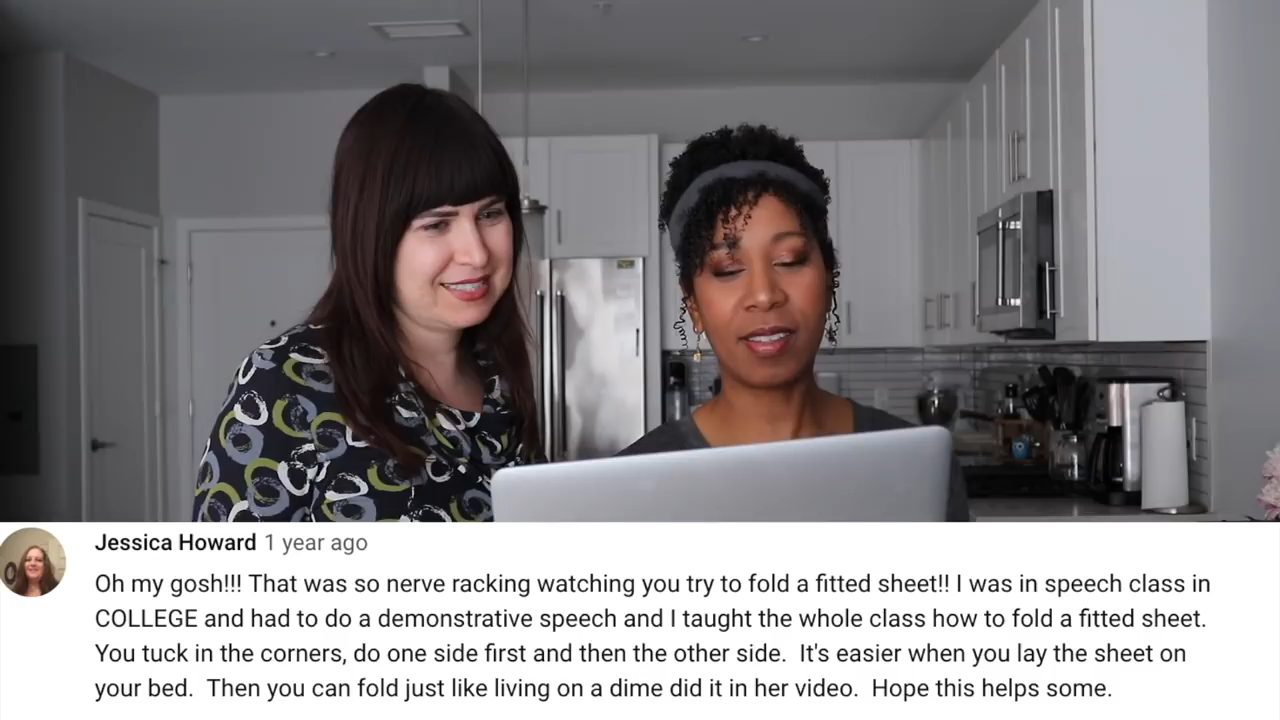 Jessica Howard 1 year ago
Oh my gosh!!! That was so nerve racking watching you try to fold a fitted sheet!! I was in speech class in
COLLEGE and had to do a demonstrative speech and I taught the whole class how to fold a fitted sheet.
You tuck in the corners, do one side first and then the other side.  It's easier when you lay the sheet on
your bed.  Then you can fold just like living on a dime did it in her video.  Hope this helps some.